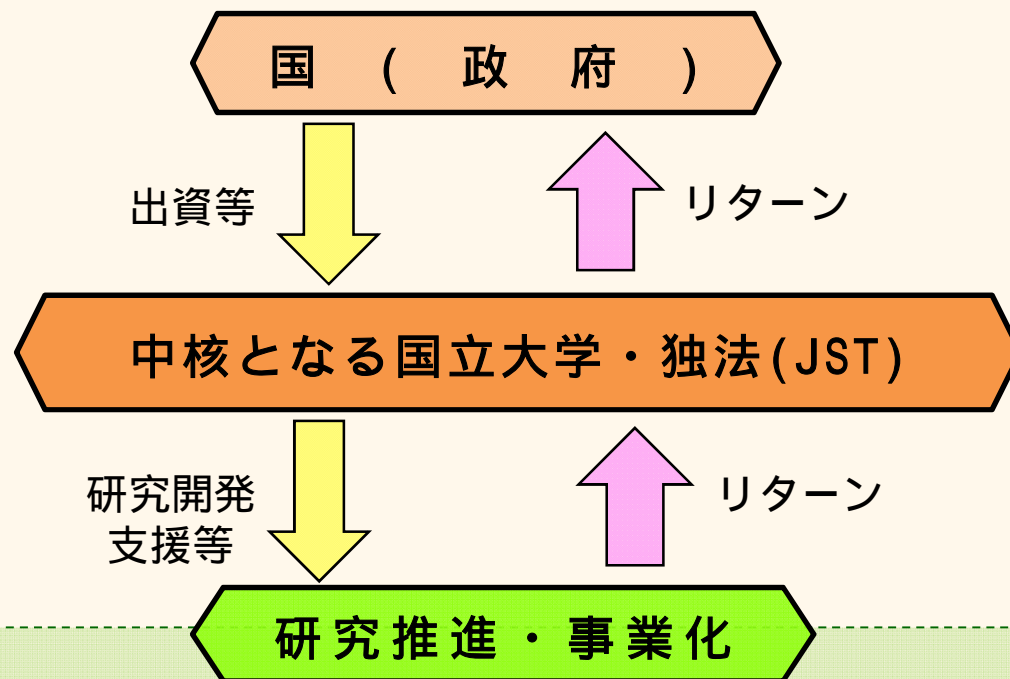 国(政府)
出資等
リターン
中核となる国立大学・独法(JST)
研究開発
支援等
リターン
研究推進・事業化